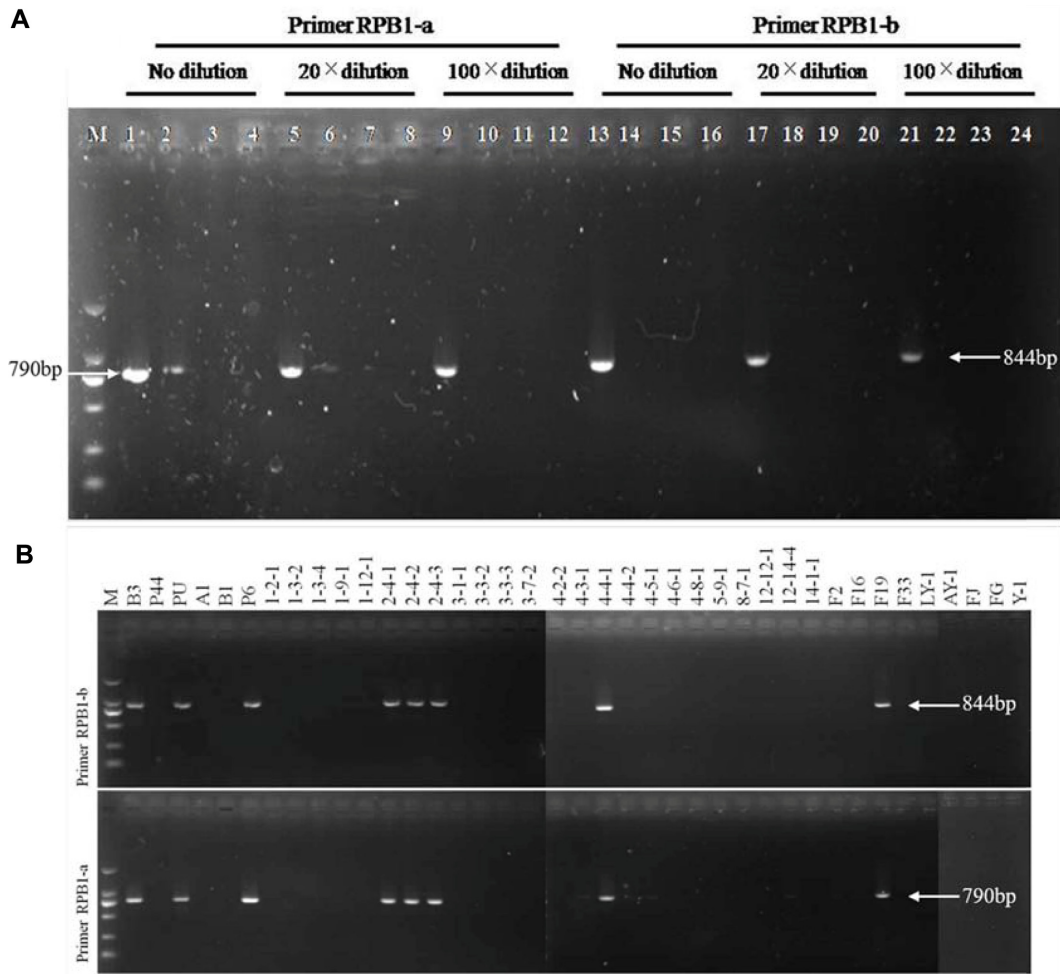 A
Primer RPB1-a Primer RPB1-b
No dilution 20×dilution 100×dilution No dilution 20×dilution 100×dilution
M 1 2 3 4 5 6 7 8 9 10 11 12 13 14 15 16 17 18 19 20 21 22 23 24
790bp 844bp
B
M B3 P44 PU A1 B1 P6 1-2-1 1-3-2 1-3-4 1-9-1 1-12-1 2-4-1 2-4-2 2-4-3 3-1-1 3-3-2 3-3-3 3-7-2 4-2-2 4-3-1 4-4-1 4-4-2 4-5-1 4-6-1 4-8-1 5-9-1 8-7-1 12-12-1 12-14-4 14-1-1 F2 F16 F19 F33 LY-1 AY-1 FJ FG Y-1
Primer RPB1-b
844bp
Primer RPB1-a
790bp